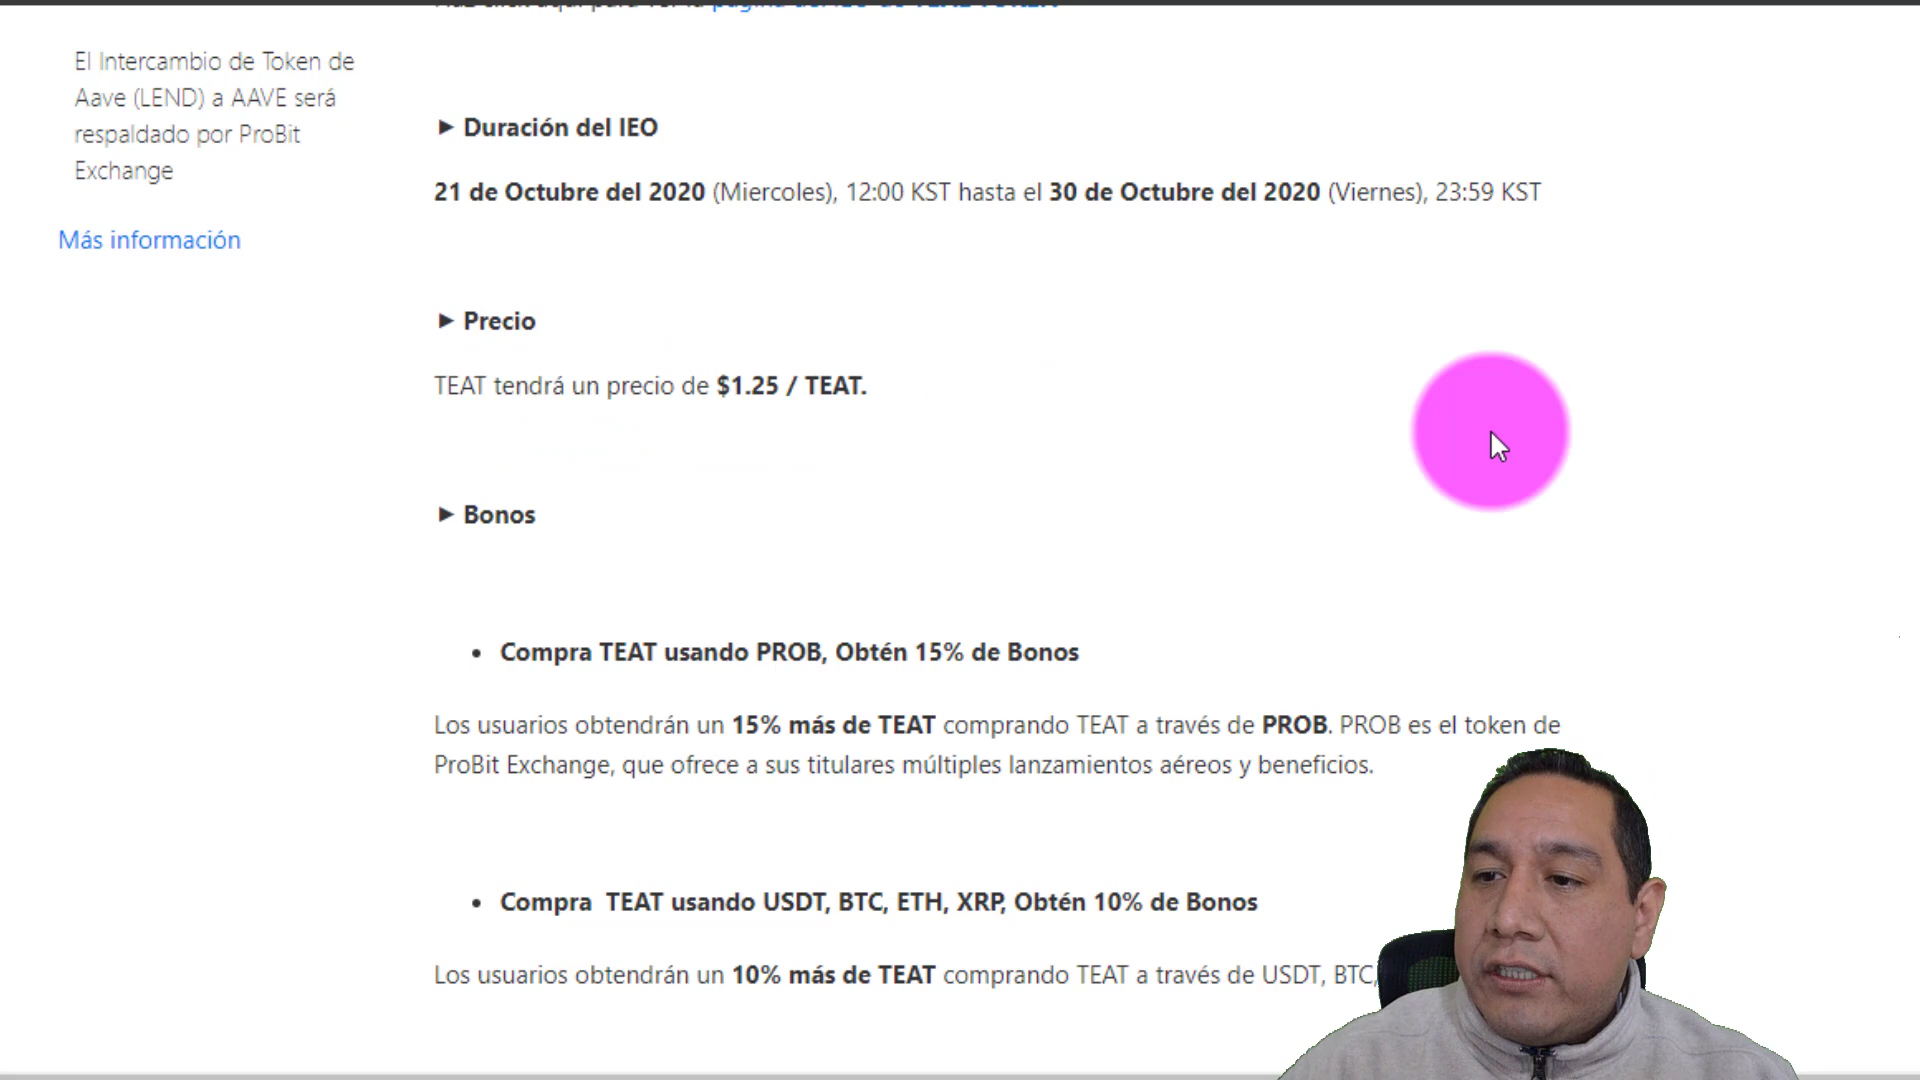 El Intercambio de Token de
Aave (LEND) a AAVE será
respaldado por ProBit
Exchange
Más información
► Duración del IEO
21 de Octubre del 2020 (Miercoles), 12:00 KST hasta el 30 de Octubre del 2020 (Viernes), 23:59 KST
► Precio
TEAT tendrá un precio de $1.25 / TEAT.
► Bonos
• Compra TEAT usando PROB, Obtén 15% de Bonos
Los usuarios obtendrán un 15% más de TEAT comprando TEAT a través de PROB. PROB es el token de
ProBit Exchange, que ofrece a sus titulares múltiples lanzamientos aéreos y beneficios.
• Compra  TEAT usando USDT, BTC, ETH, XRP, Obtén 10% de Bonos
Los usuarios obtendrán un 10% más de TEAT comprando TEAT a través de USDT, BTC,